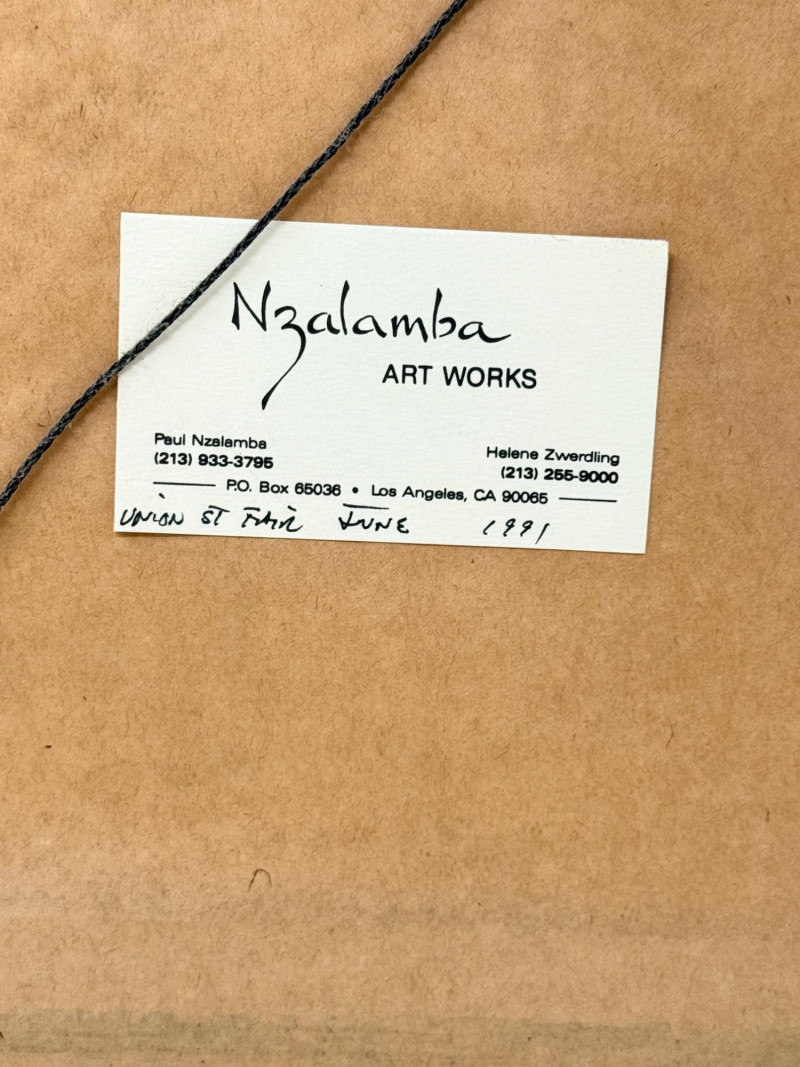 Nzalamba
ART WORKS
Paul Nzalamba
(213) 933-3795
Helene Zwerdling
(213) 255-9000
P.O. Box 65036 • Los Angeles, CA 90065
UNION ST FAIR JUNE 1991